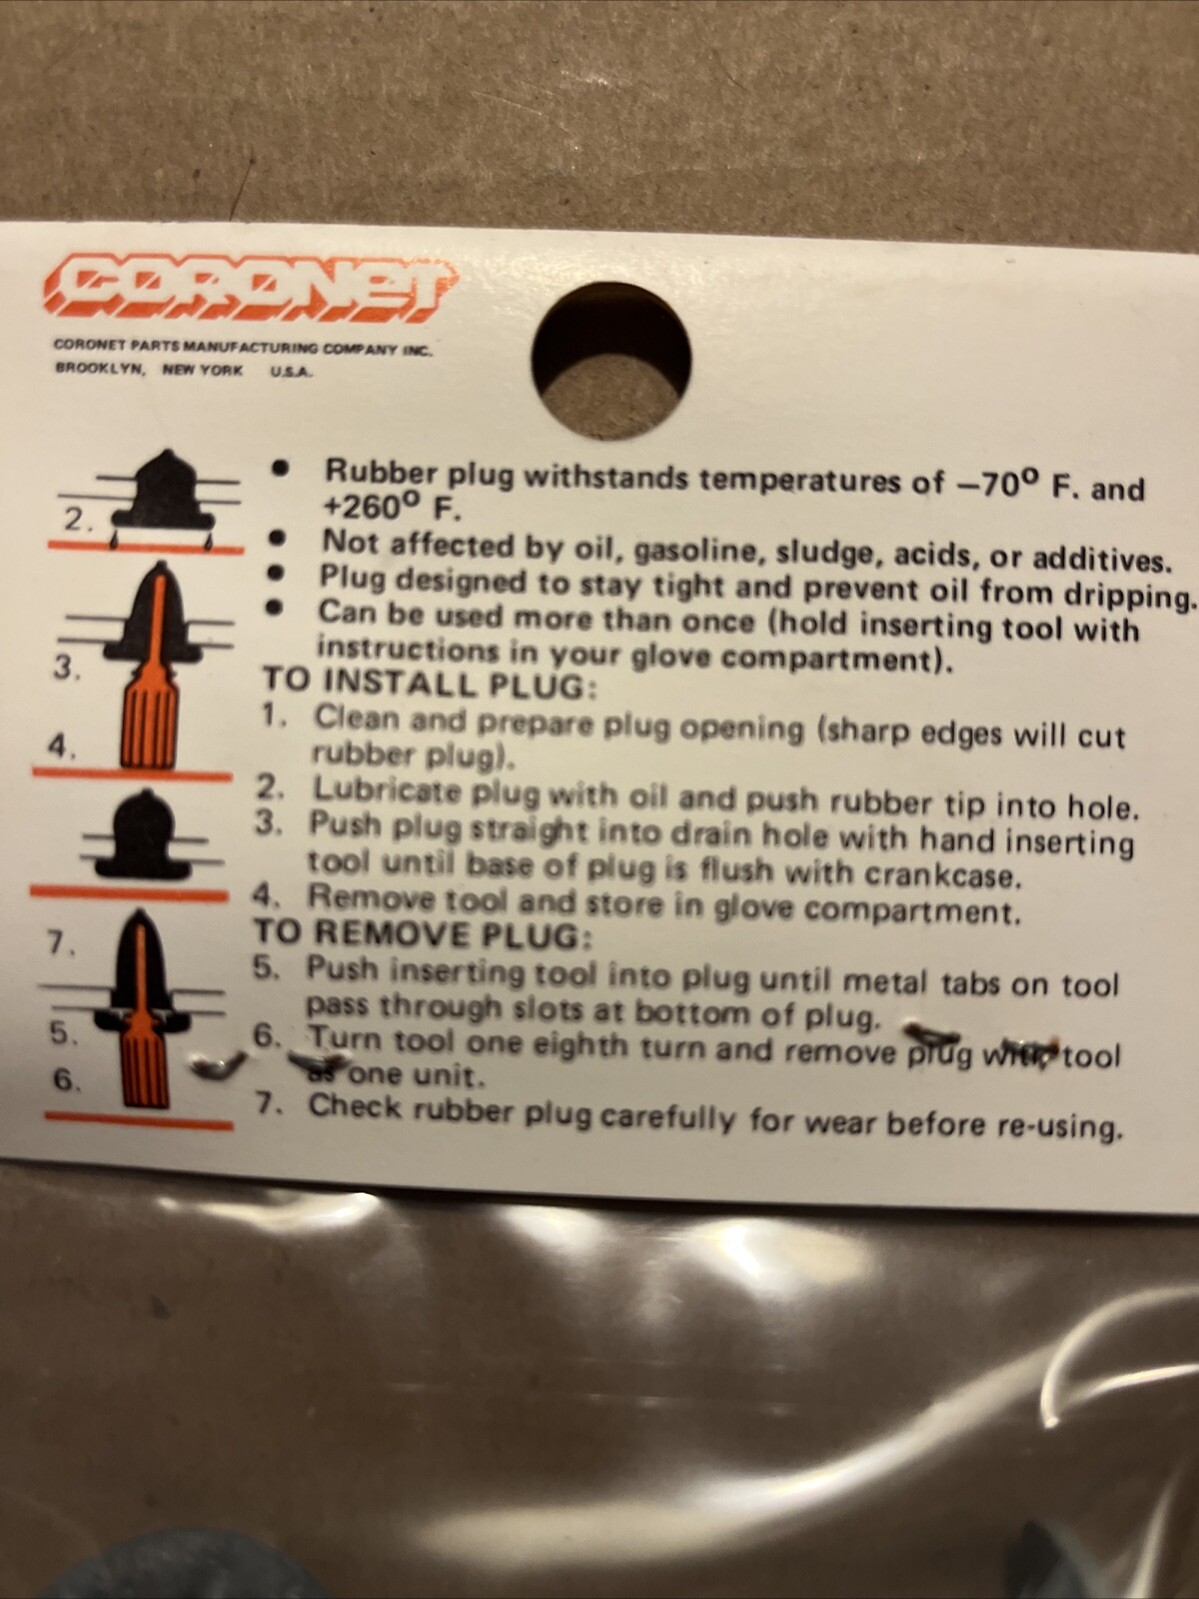 CORONET
CORONET PARTS MANUFACTURING COMPANY INC.
BROOKLYN, NEW YORK U.S.A.
2.
3.
4.
7.
5.
6.
• Rubber plug withstands temperatures of –70º F. and
+260º F.
• Not affected by oil, gasoline, sludge, acids, or additives.
• Plug designed to stay tight and prevent oil from dripping.
• Can be used more than once (hold inserting tool with
instructions in your glove compartment).
TO INSTALL PLUG:
1. Clean and prepare plug opening (sharp edges will cut
rubber plug).
2. Lubricate plug with oil and push rubber tip into hole.
3. Push plug straight into drain hole with hand inserting
tool until base of plug is flush with crankcase.
4. Remove tool and store in glove compartment.
TO REMOVE PLUG:
5. Push inserting tool into plug until metal tabs on tool
pass through slots at bottom of plug.
6. Turn tool one eighth turn and remove plug with tool
as one unit.
7. Check rubber plug carefully for wear before re-using.